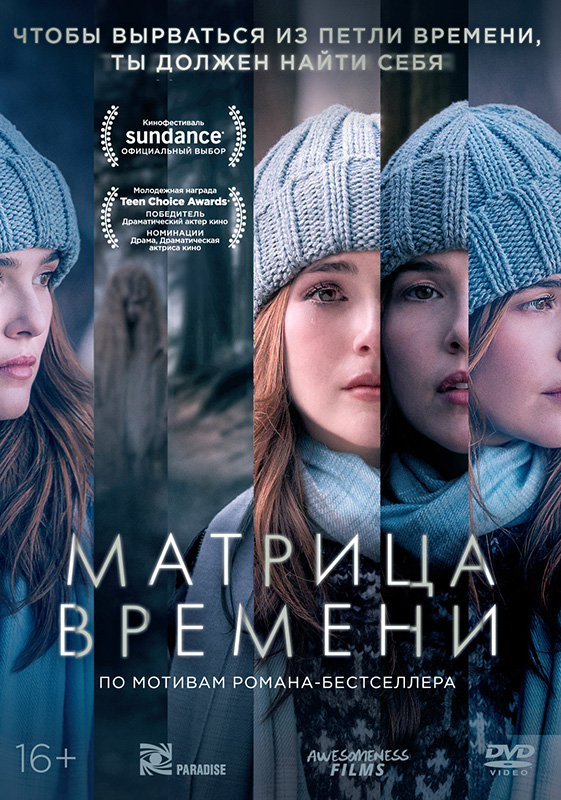 ЧТОБЫ ВЫРВАТЬСЯ ИЗ ПЕТЛИ ВРЕМЕНИ,
ТЫ ДОЛЖЕН НАЙТИ СЕБЯ
Кинофестиваль
sundance
ОФИЦИАЛЬНЫЙ ВЫБОР
Молодежная награда
Teen Choice Awards
ПОБЕДИТЕЛЬ
Драматический актер кино
НОМИНАЦИИ
Драма, Драматическая
актриса кино
МАТРИЦА
ВРЕМЕНИ
ПО МОТИВАМ РОМАНА-БЕСТСЕЛЛЕРА
16+
PARADISE
AWESOMENESS
FILMS
DVD
VIDEO